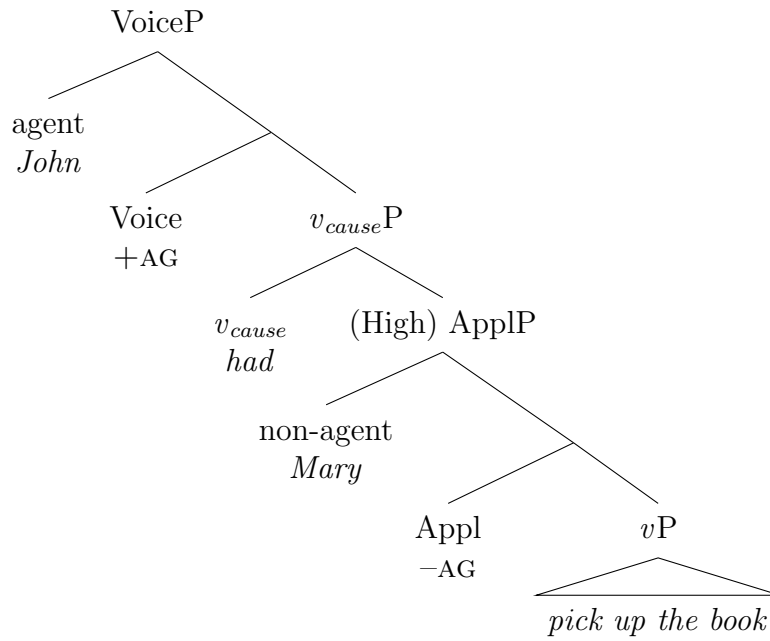 VoiceP
agent
John
Voice
+AG
v_causeP
v_cause
had
(High) ApplP
non-agent
Mary
Appl
–AG
vP
pick up the book